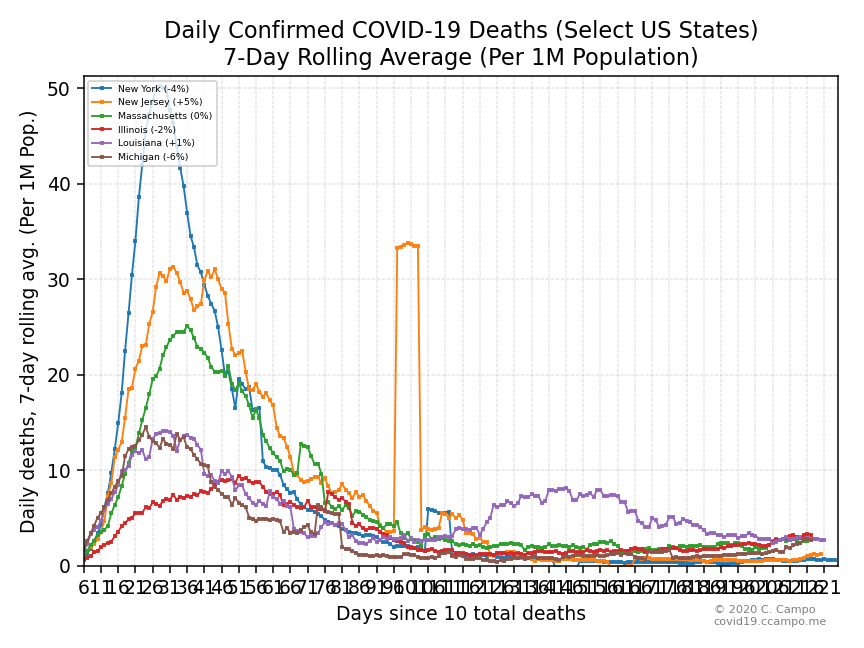 Daily Confirmed COVID-19 Deaths (Select US States)
7-Day Rolling Average (Per 1M Population)
Daily deaths, 7-day rolling avg. (Per 1M Pop.)
50
40
30
20
10
0
New York (-4%)
New Jersey (+5%)
Massachusetts (0%)
Illinois (-2%)
Louisiana (+1%)
Michigan (-6%)
Days since 10 total deaths
© 2020 C. Campo
covid19.ccampo.me